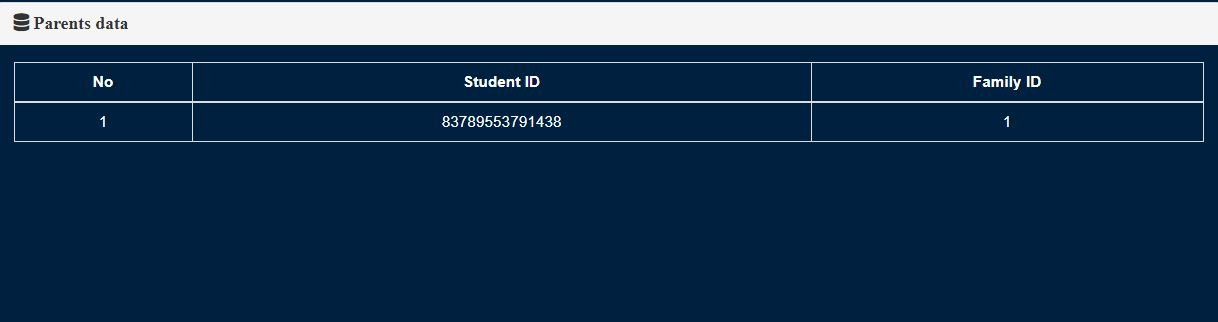 Parents data
No Student ID Family ID
1 83789553791438 1